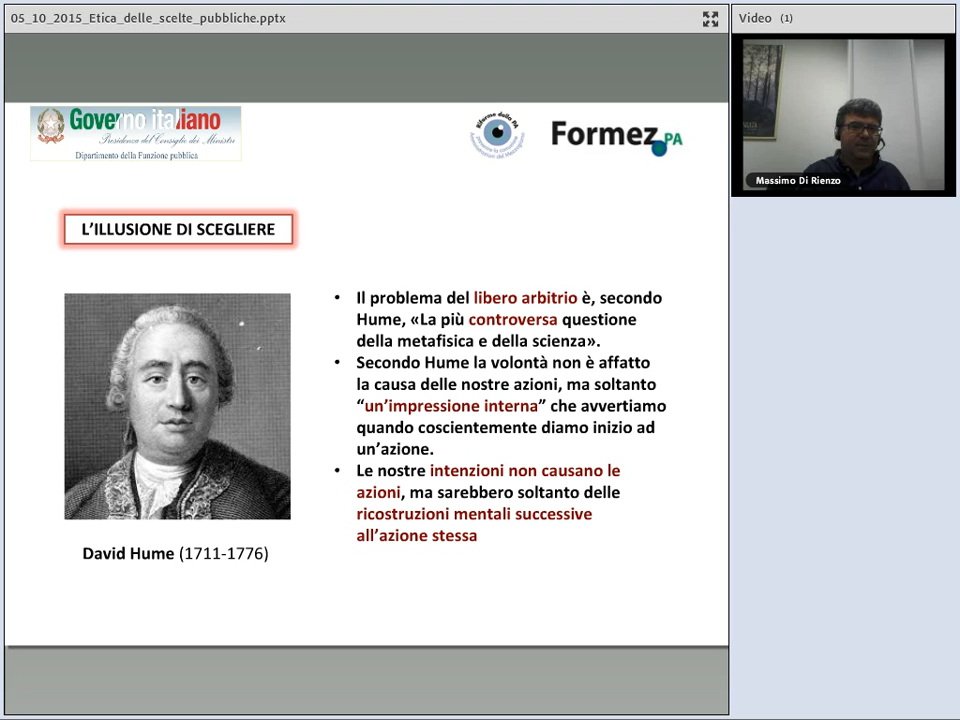 05_10_2015_Etica_delle_scelte_pubbliche.pptx
Video (1)
Governo italiano
Presidenza del Consiglio dei Ministri
Dipartimento della Funzione pubblica
Riforme della PA
Formez PA
Massimo Di Rienzo
L’ILLUSIONE DI SCEGLIERE
• Il problema del libero arbitrio è, secondo
Hume, «La più controversa questione
della metafisica e della scienza».
• Secondo Hume la volontà non è affatto
la causa delle nostre azioni, ma soltanto
“un’impressione interna” che avvertiamo
quando coscientemente diamo inizio ad
un’azione.
• Le nostre intenzioni non causano le
azioni, ma sarebbero soltanto delle
ricostruzioni mentali successive
all’azione stessa
David Hume (1711-1776)